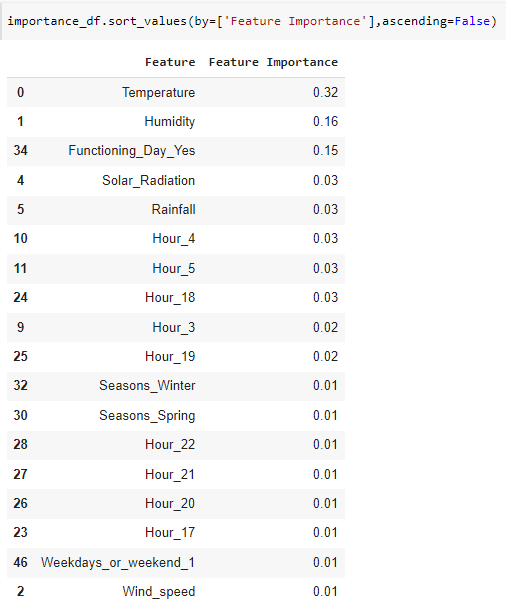 importance_df.sort_values(by=['Feature Importance'],ascending=False)
Feature Feature Importance
0 Temperature 0.32
1 Humidity 0.16
34 Functioning_Day_Yes 0.15
4 Solar_Radiation 0.03
5 Rainfall 0.03
10 Hour_4 0.03
11 Hour_5 0.03
24 Hour_18 0.03
9 Hour_3 0.02
25 Hour_19 0.02
32 Seasons_Winter 0.01
30 Seasons_Spring 0.01
28 Hour_22 0.01
27 Hour_21 0.01
26 Hour_20 0.01
23 Hour_17 0.01
46 Weekdays_or_weekend_1 0.01
2 Wind_speed 0.01